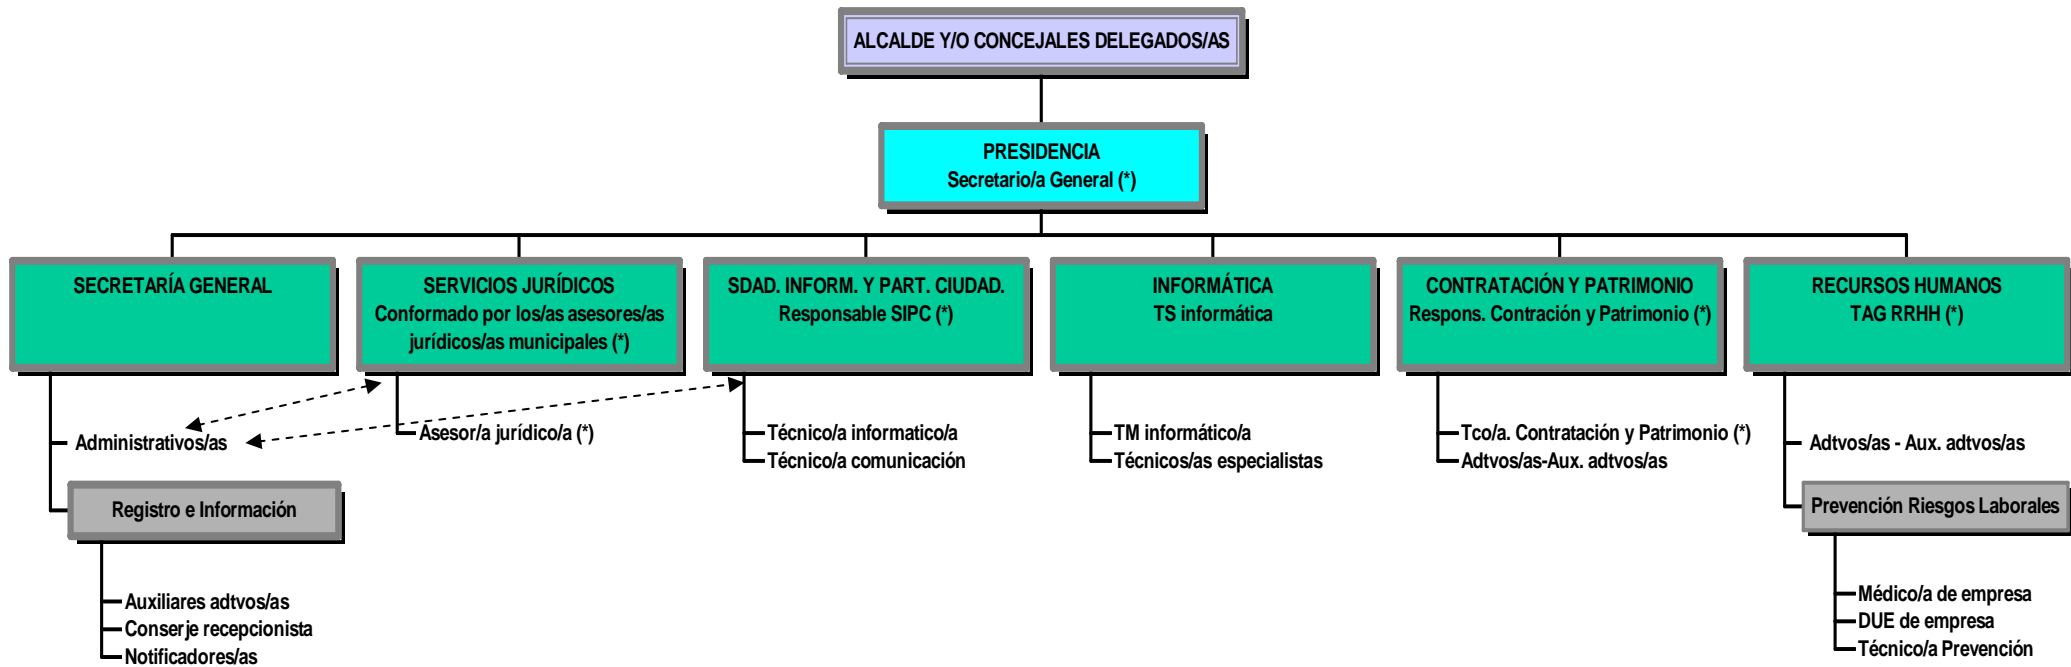 ALCALDE Y/O CONCEJALES DELEGADOS/AS
PRESIDENCIA
Secretario/a General (*)
SECRETARÍA GENERAL
SERVICIOS JURÍDICOS
Conformado por los/as asesores/as
jurídicos/as municipales (*)
SDAD. INFORM. Y PART. CIUDAD.
Responsable SIPC (*)
INFORMÁTICA
TS informática
CONTRATACIÓN Y PATRIMONIO
Respons. Contración y Patrimonio (*)
RECURSOS HUMANOS
TAG RRHH (*)
Administrativos/as
Registro e Información
Auxiliares adtvos/as
Conserje recepcionista
Notificadores/as
Asesor/a jurídico/a (*)
Técnico/a informatico/a
Técnico/a comunicación
TM informático/a
Técnicos/as especialistas
Tco/a. Contratación y Patrimonio (*)
Adtvos/as-Aux. adtvos/as
Adtvos/as - Aux. adtvos/as
Prevención Riesgos Laborales
Médico/a de empresa
DUE de empresa
Técnico/a Prevención